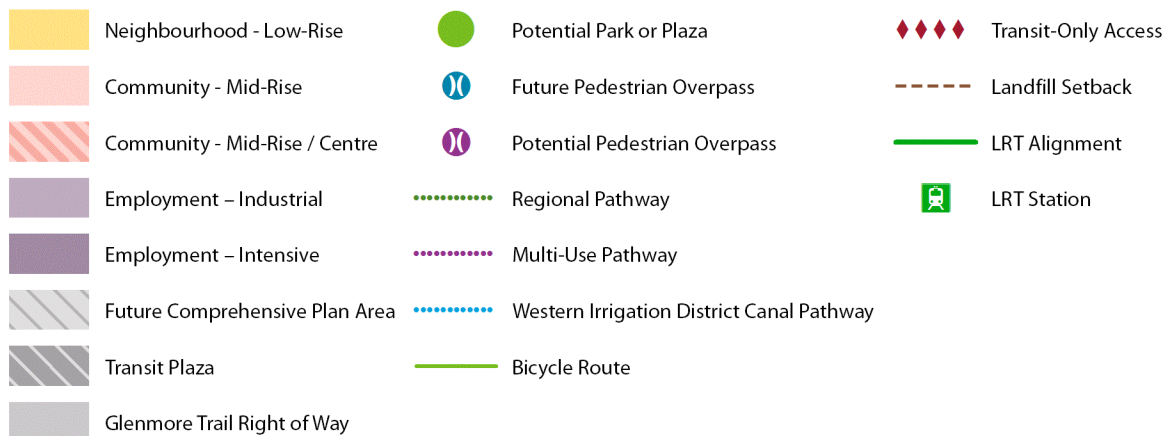 Neighbourhood - Low-Rise
Community - Mid-Rise
Community - Mid-Rise / Centre
Employment – Industrial
Employment – Intensive
Future Comprehensive Plan Area
Transit Plaza
Glenmore Trail Right of Way
Potential Park or Plaza
Future Pedestrian Overpass
Potential Pedestrian Overpass
Regional Pathway
Multi-Use Pathway
Western Irrigation District Canal Pathway
Bicycle Route
Transit-Only Access
Landfill Setback
LRT Alignment
LRT Station